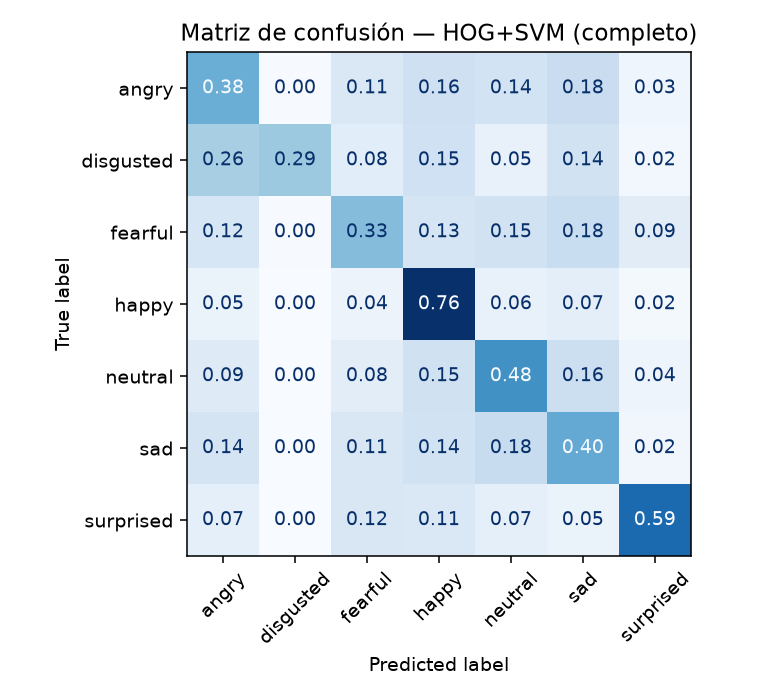 Matriz de confusión — HOG+SVM (completo)
angry 0.38 0.00 0.11 0.16 0.14 0.18 0.03
disgusted 0.26 0.29 0.08 0.15 0.05 0.14 0.02
fearful 0.12 0.00 0.33 0.13 0.15 0.18 0.09
happy 0.05 0.00 0.04 0.76 0.06 0.07 0.02
neutral 0.09 0.00 0.08 0.15 0.48 0.16 0.04
sad 0.14 0.00 0.11 0.14 0.18 0.40 0.02
surprised 0.07 0.00 0.12 0.11 0.07 0.05 0.59
True label
angry disgusted fearful happy neutral sad surprised
Predicted label